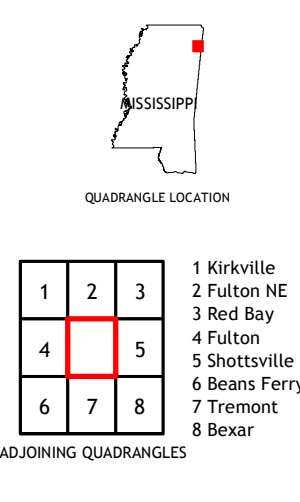 MISSISSIPPI
QUADRANGLE LOCATION
1 2 3
4 5
6 7 8
1 Kirkville
2 Fulton NE
3 Red Bay
4 Fulton
5 Shottsville
6 Beans Ferry
7 Tremont
8 Bexar
ADJOINING QUADRANGLES